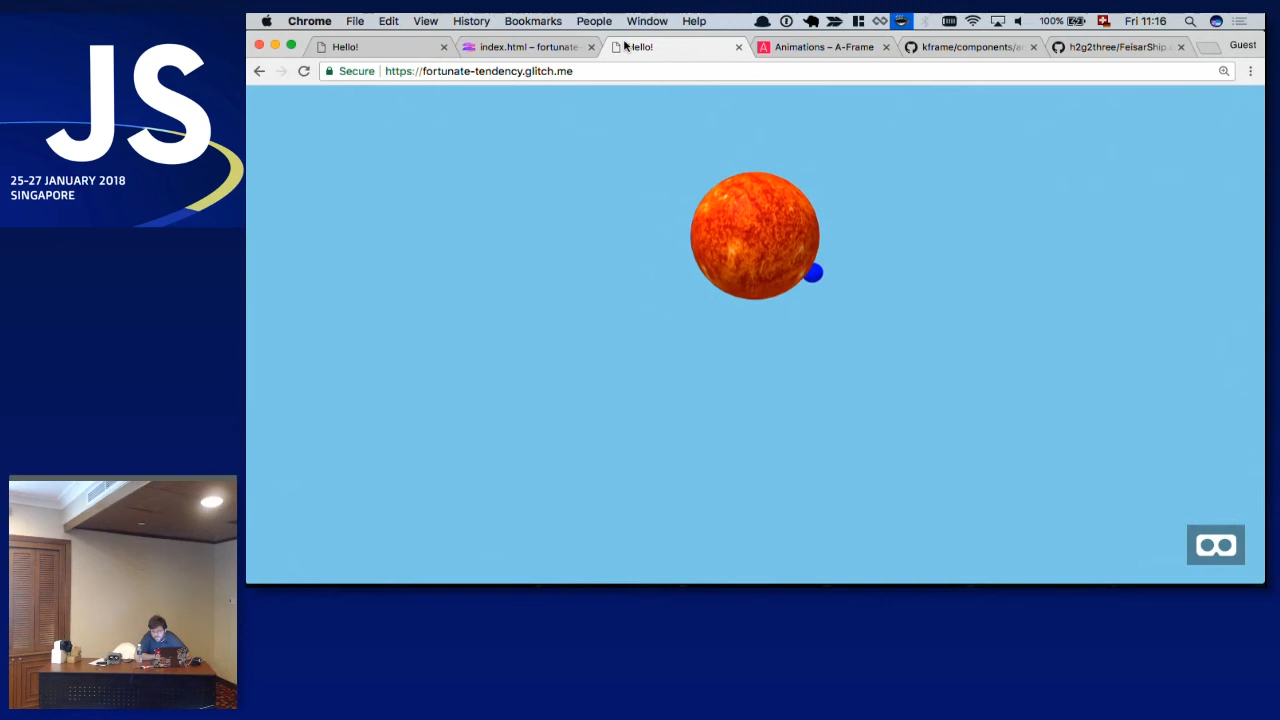 JS
25-27 JANUARY 2018
SINGAPORE
Chrome File Edit View History Bookmarks People Window Help
100% Fri 11:16
Hello!
index.html – fortunate-
Hello!
Animations – A-Frame
kframe/components/a
h2g2three/FeisarShip.
Guest
Secure https://fortunate-tendency.glitch.me